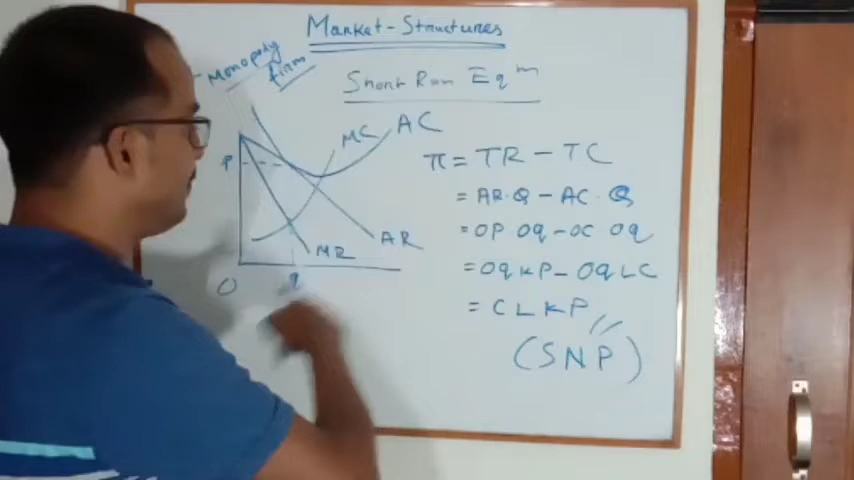 Market-Structures
Monopoly
firm
Short Run Eqm
MC
AC
P
AR
MR
O
q
π = TR - TC
= AR·Q - AC·Q
= OP Oq - OC Oq
= OqKP - OqLC
= CLKP
(SNP)